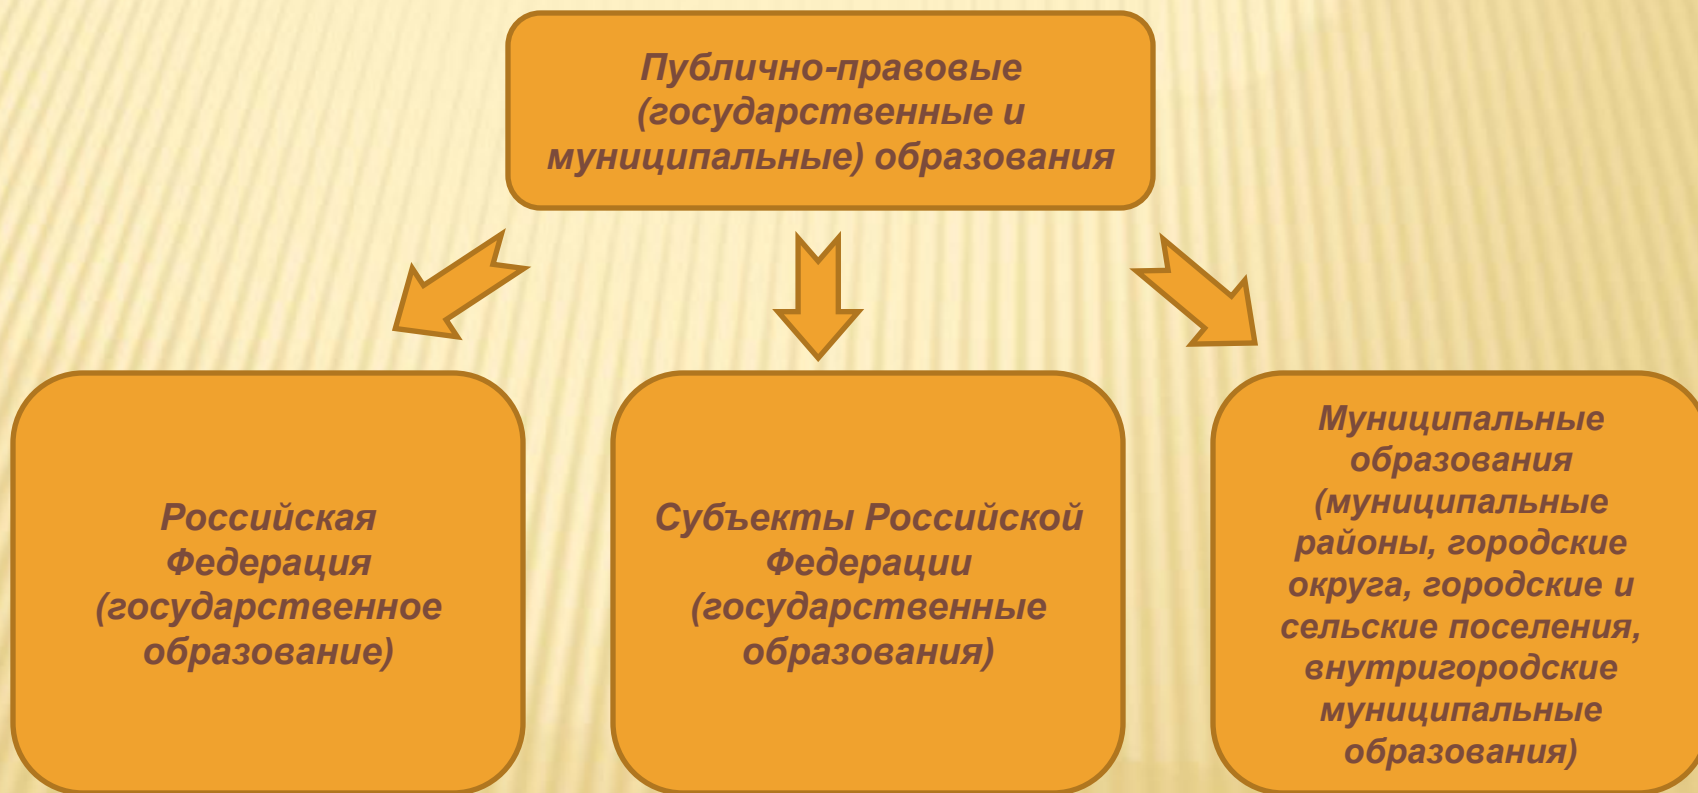 Публично-правовые
(государственные и
муниципальные) образования
Российская
Федерация
(государственное
образование)
Субъекты Российской
Федерации
(государственные
образования)
Муниципальные
образования
(муниципальные
районы, городские
округа, городские и
сельские поселения,
внутригородские
муниципальные
образования)